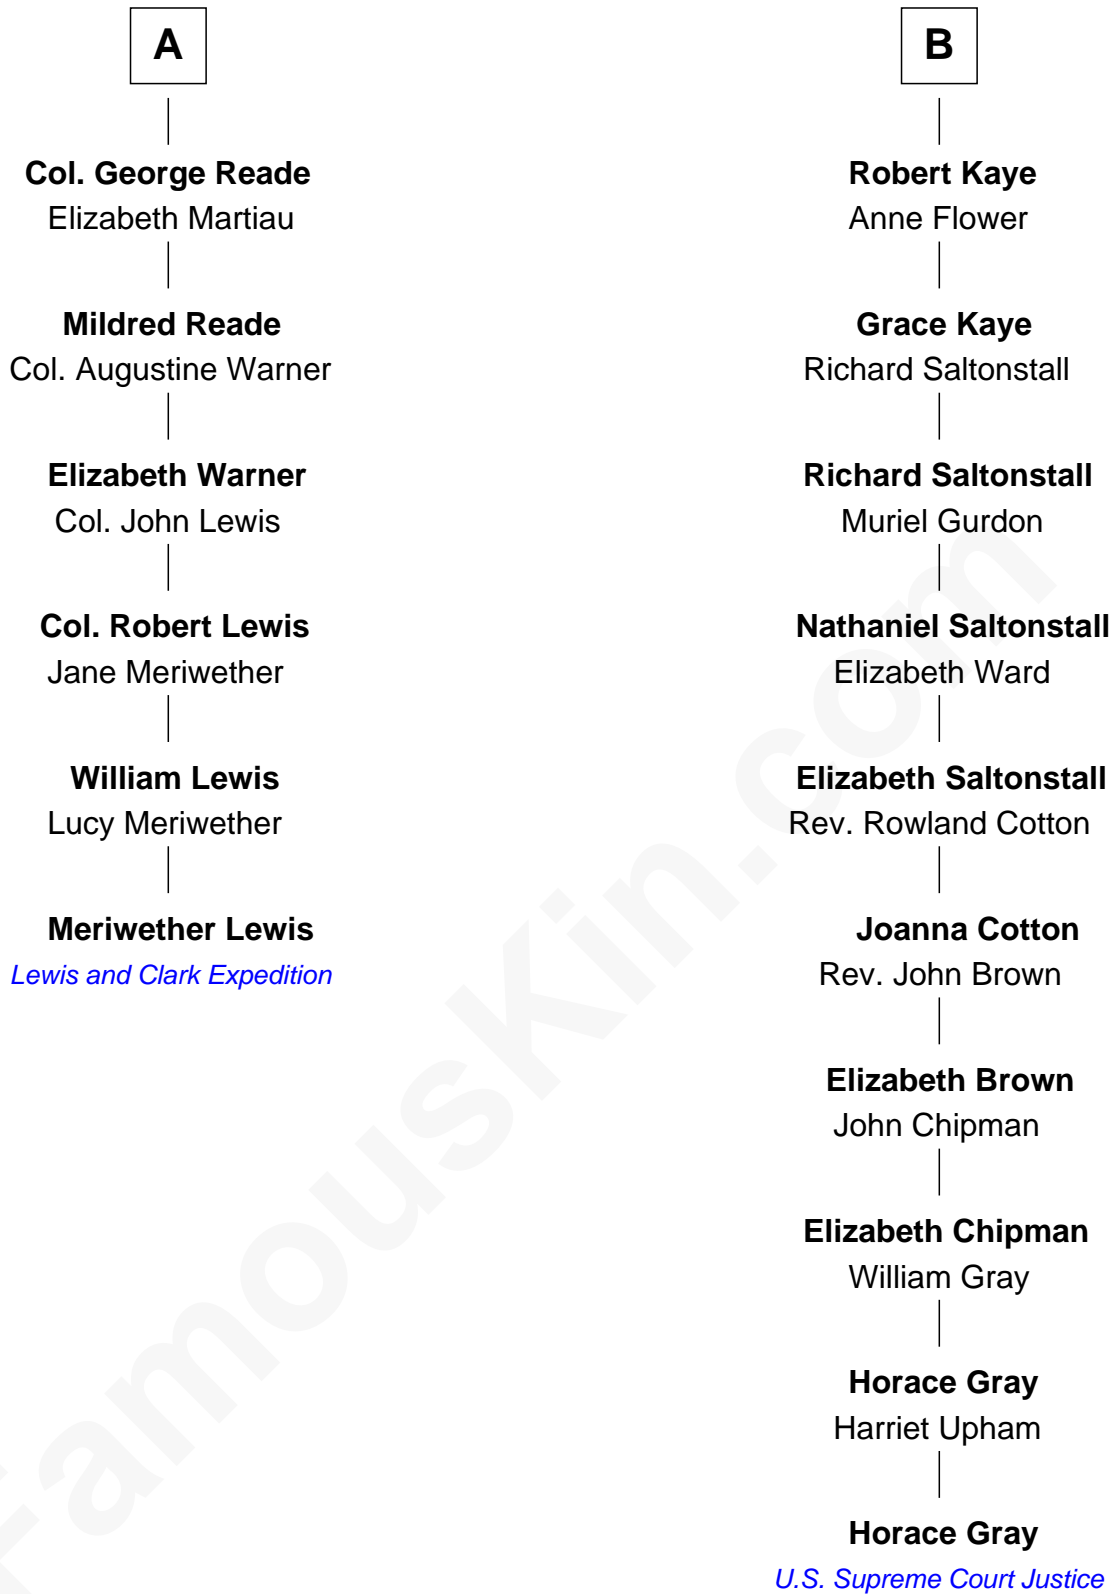 A
Col. George Reade
Elizabeth Martiau
Mildred Reade
Col. Augustine Warner
Elizabeth Warner
Col. John Lewis
Col. Robert Lewis
Jane Meriwether
William Lewis
Lucy Meriwether
Meriwether Lewis
Lewis and Clark Expedition
B
Robert Kaye
Anne Flower
Grace Kaye
Richard Saltonstall
Richard Saltonstall
Muriel Gurdon
Nathaniel Saltonstall
Elizabeth Ward
Elizabeth Saltonstall
Rev. Rowland Cotton
Joanna Cotton
Rev. John Brown
Elizabeth Brown
John Chipman
Elizabeth Chipman
William Gray
Horace Gray
Harriet Upham
Horace Gray
U.S. Supreme Court Justice
FamousKin.com